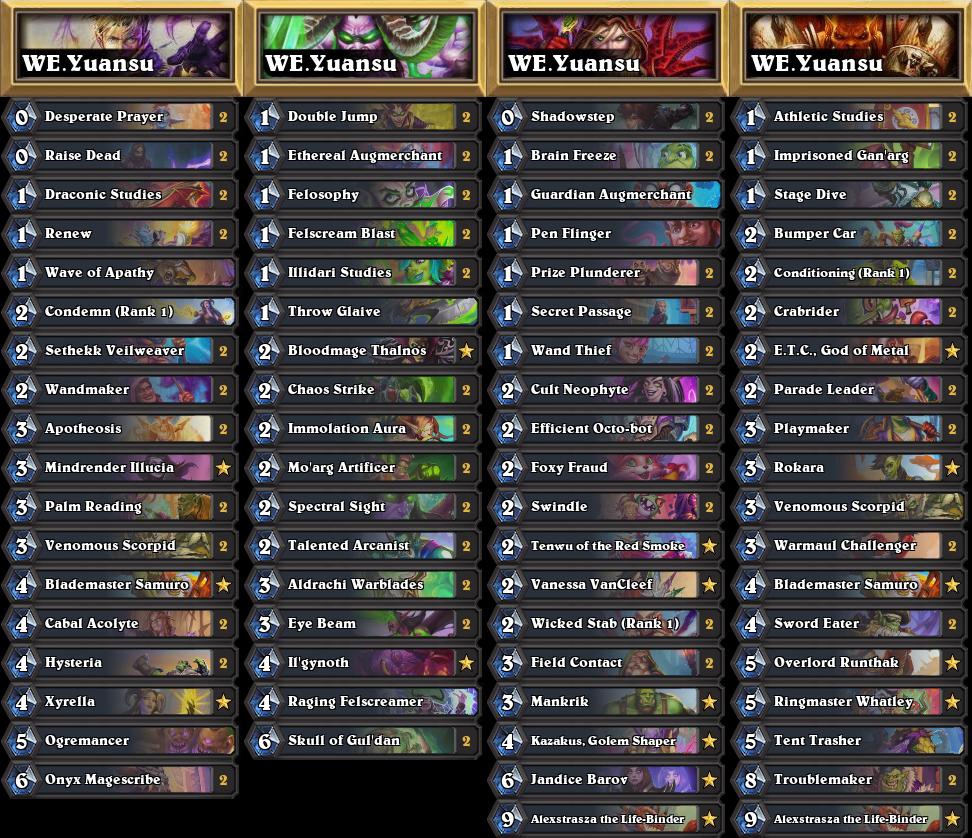 WE.Yuansu
0 Desperate Prayer 2
0 Raise Dead 2
1 Draconic Studies 2
1 Renew 2
1 Wave of Apathy
2 Condemn (Rank 1)
2 Sethekk Veilweaver 2
2 Wandmaker 2
3 Apotheosis 2
3 Mindrender Illucia
3 Palm Reading 2
3 Venomous Scorpid 2
4 Blademaster Samuro
4 Cabal Acolyte 2
4 Hysteria 2
4 Xyrella
5 Ogremancer
6 Onyx Magescribe 2
WE.Yuansu
1 Double Jump 2
1 Ethereal Augmerchant 2
1 Felosophy 2
1 Felscream Blast 2
1 Illidari Studies 2
1 Throw Glaive
2 Bloodmage Thalnos
2 Chaos Strike 2
2 Immolation Aura 2
2 Mo'arg Artificer 2
2 Spectral Sight 2
2 Talented Arcanist 2
3 Aldrachi Warblades 2
3 Eye Beam 2
4 Il'gynoth
4 Raging Felscreamer
6 Skull of Gul'dan 2
WE.Yuansu
0 Shadowstep 2
1 Brain Freeze 2
1 Guardian Augmerchant
1 Pen Flinger
1 Prize Plunderer 2
1 Secret Passage 2
1 Wand Thief 2
2 Cult Neophyte 2
2 Efficient Octo-bot 2
2 Foxy Fraud 2
2 Swindle 2
2 Tenwu of the Red Smoke
2 Vanessa VanCleef
2 Wicked Stab (Rank 1) 2
3 Field Contact 2
3 Mankrik
4 Kazakus, Golem Shaper
6 Jandice Barov
9 Alexstrasza the Life-Binder
WE.Yuansu
1 Athletic Studies 2
1 Imprisoned Gan'arg 2
1 Stage Dive 2
2 Bumper Car 2
2 Conditioning (Rank 1) 2
2 Crabrider 2
2 E.T.C., God of Metal
2 Parade Leader 2
3 Playmaker 2
3 Rokara
3 Venomous Scorpid
3 Warmaul Challenger 2
4 Blademaster Samuro
4 Sword Eater 2
5 Overlord Runthak
5 Ringmaster Whatley
5 Tent Trasher
8 Troublemaker 2
9 Alexstrasza the Life-Binder